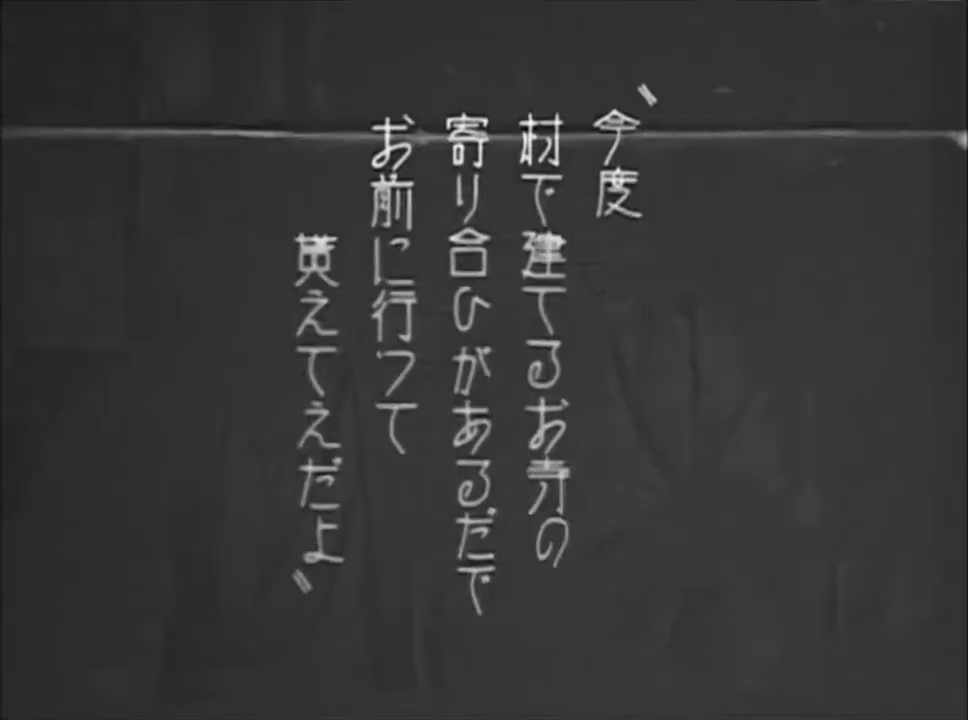 〝今度
村で建てるお寺の
寄り合ひがあるだで
お前に行つて
貰えてえだよ〟